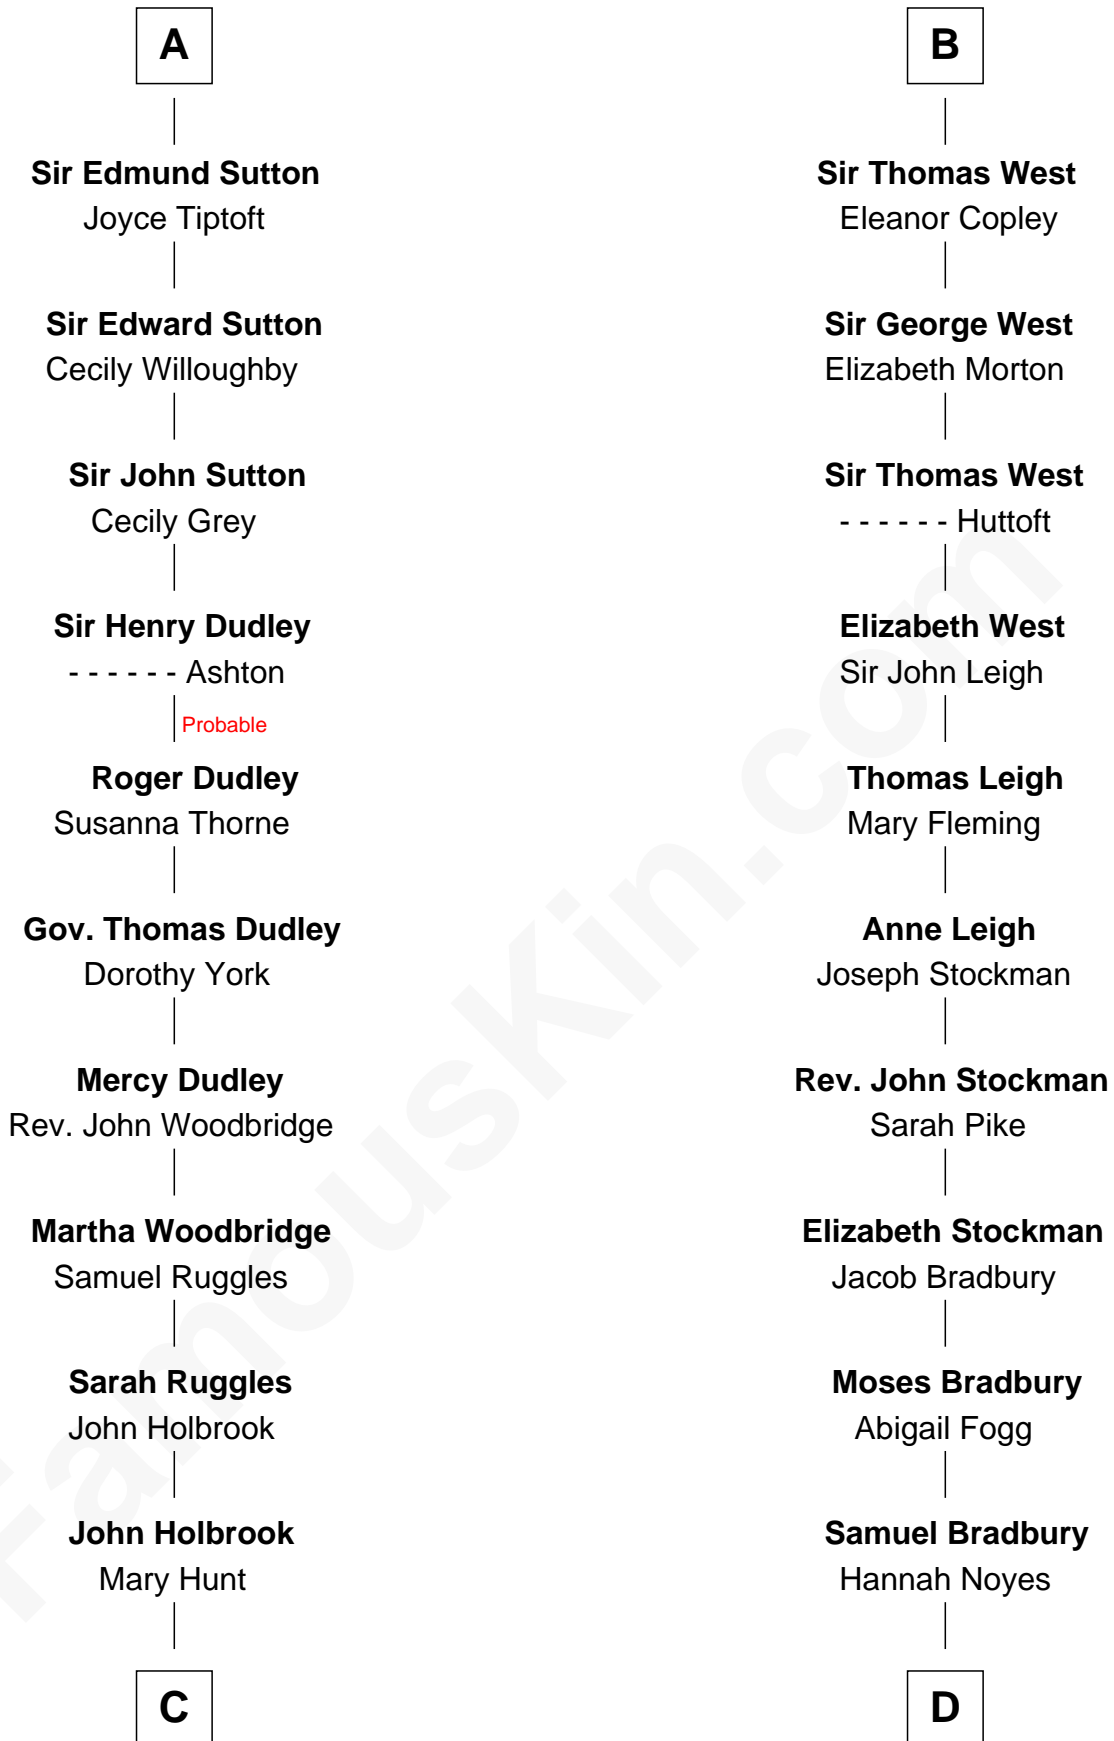 A
Sir Edmund Sutton
Joyce Tiptoft
Sir Edward Sutton
Cecily Willoughby
Sir John Sutton
Cecily Grey
Sir Henry Dudley
- - - - - - Ashton
Probable
Roger Dudley
Susanna Thorne
Gov. Thomas Dudley
Dorothy York
Mercy Dudley
Rev. John Woodbridge
Martha Woodbridge
Samuel Ruggles
Sarah Ruggles
John Holbrook
John Holbrook
Mary Hunt
C
B
Sir Thomas West
Eleanor Copley
Sir George West
Elizabeth Morton
Sir Thomas West
- - - - - - Huttoft
Elizabeth West
Sir John Leigh
Thomas Leigh
Mary Fleming
Anne Leigh
Joseph Stockman
Rev. John Stockman
Sarah Pike
Elizabeth Stockman
Jacob Bradbury
Moses Bradbury
Abigail Fogg
Samuel Bradbury
Hannah Noyes
D
FamousKin.com